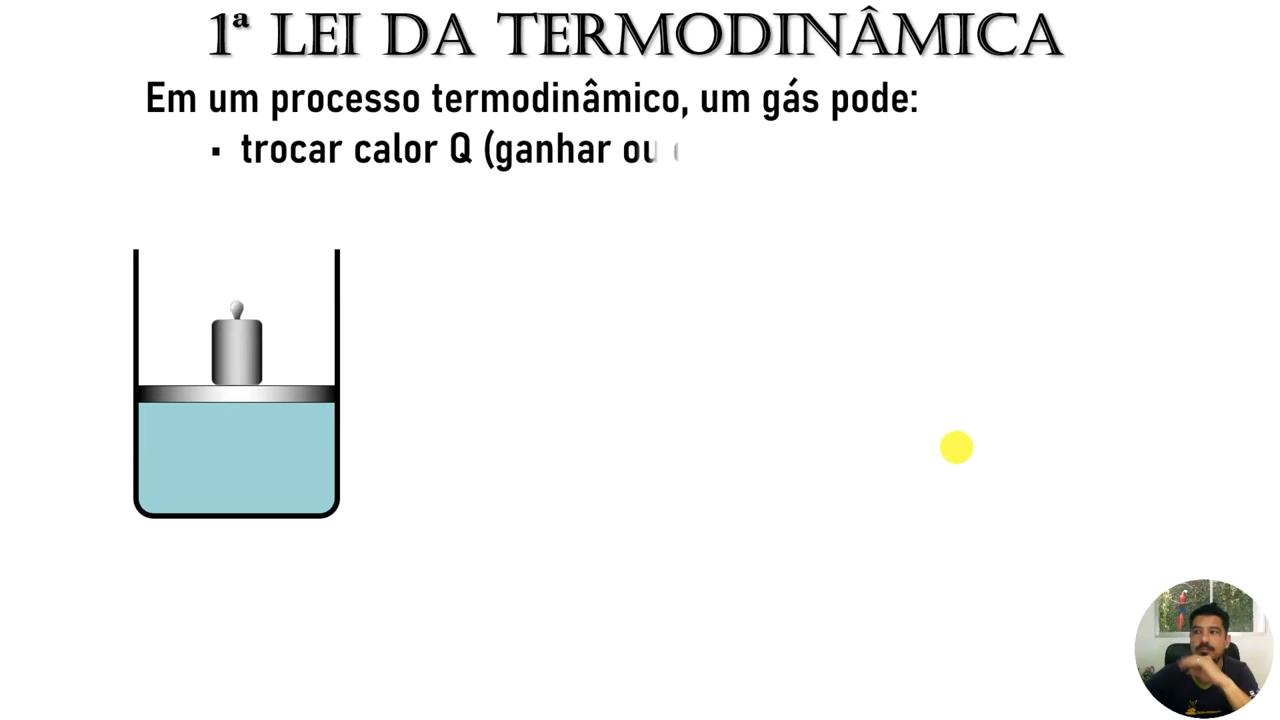 1ª LEI DA TERMODINÂMICA
Em um processo termodinâmico, um gás pode:
▪ trocar calor Q (ganhar ou